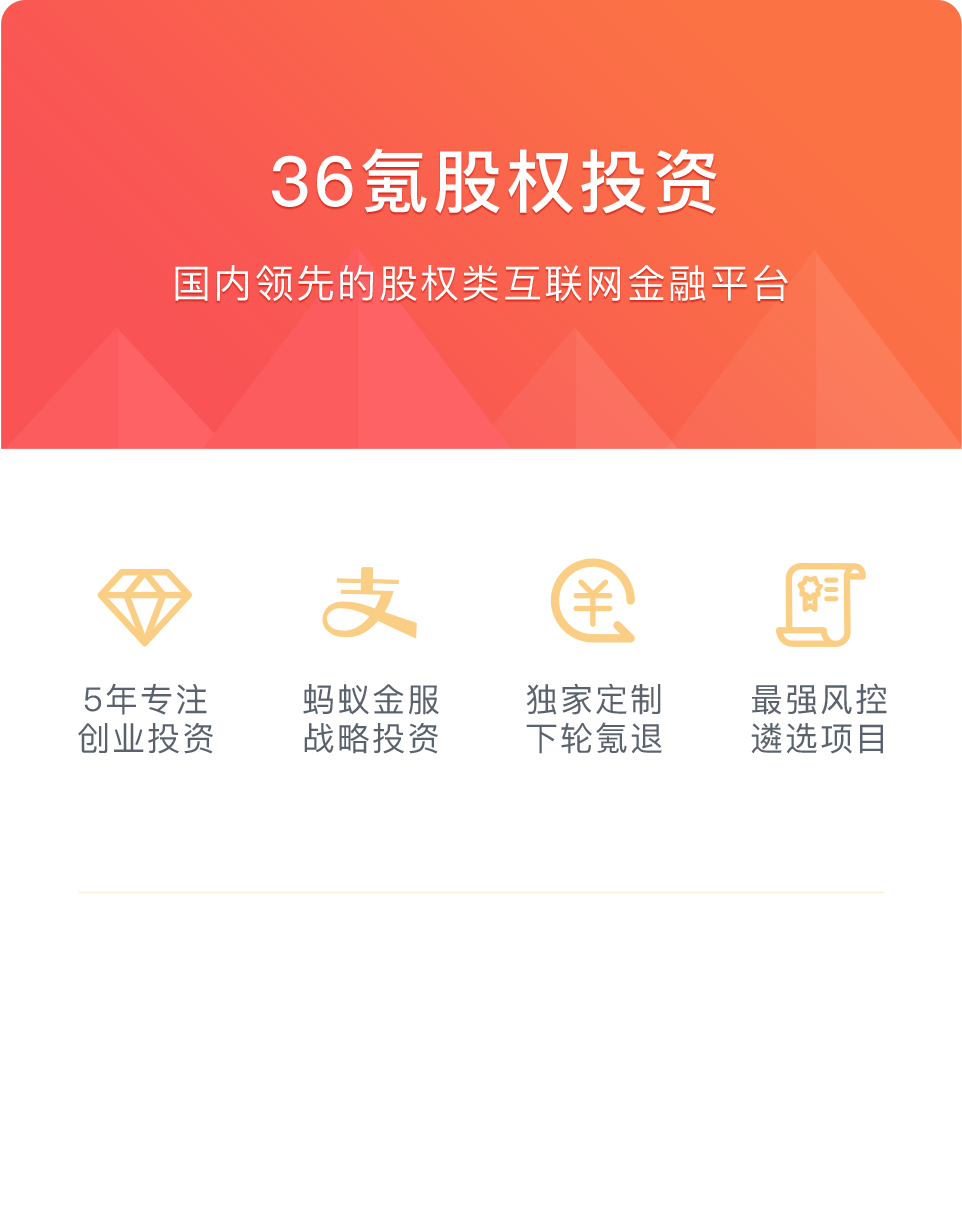 36氪股权投资
国内领先的股权类互联网金融平台
5年专注
创业投资
蚂蚁金服
战略投资
独家定制
下轮氪退
最强风控
遴选项目